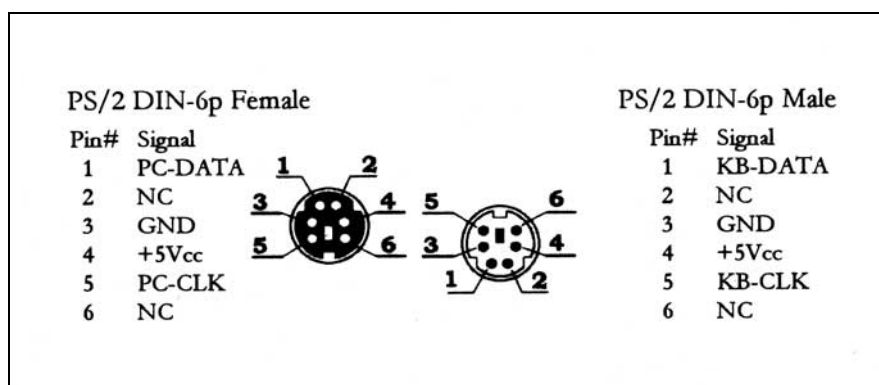 PS/2 DIN-6p Female
Pin# Signal
1 PC-DATA
2 NC
3 GND
4 +5Vcc
5 PC-CLK
6 NC
1 2
3 4
5 6
5 6
3 4
1 2
PS/2 DIN-6p Male
Pin# Signal
1 KB-DATA
2 NC
3 GND
4 +5Vcc
5 KB-CLK
6 NC